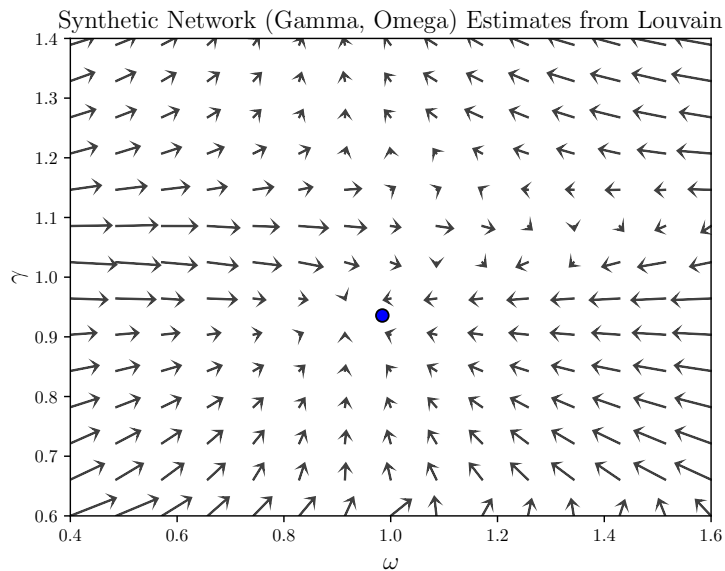 Synthetic Network (Gamma, Omega) Estimates from Louvain
1.4
1.3
1.2
1.1
1.0
0.9
0.8
0.7
0.6
γ
0.4 0.6 0.8 1.0 1.2 1.4 1.6
ω